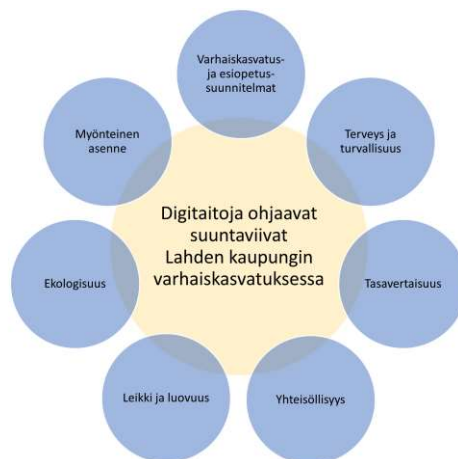 Varhaiskasvatus-
ja esiopetus-
suunnitelmat
Myönteinen
asenne
Terveys ja
turvallisuus
Digitaitoja ohjaavat
suuntaviivat
Lahden kaupungin
varhaiskasvatuksessa
Ekologisuus
Tasavertaisuus
Leikki ja luovuus
Yhteisöllisyys